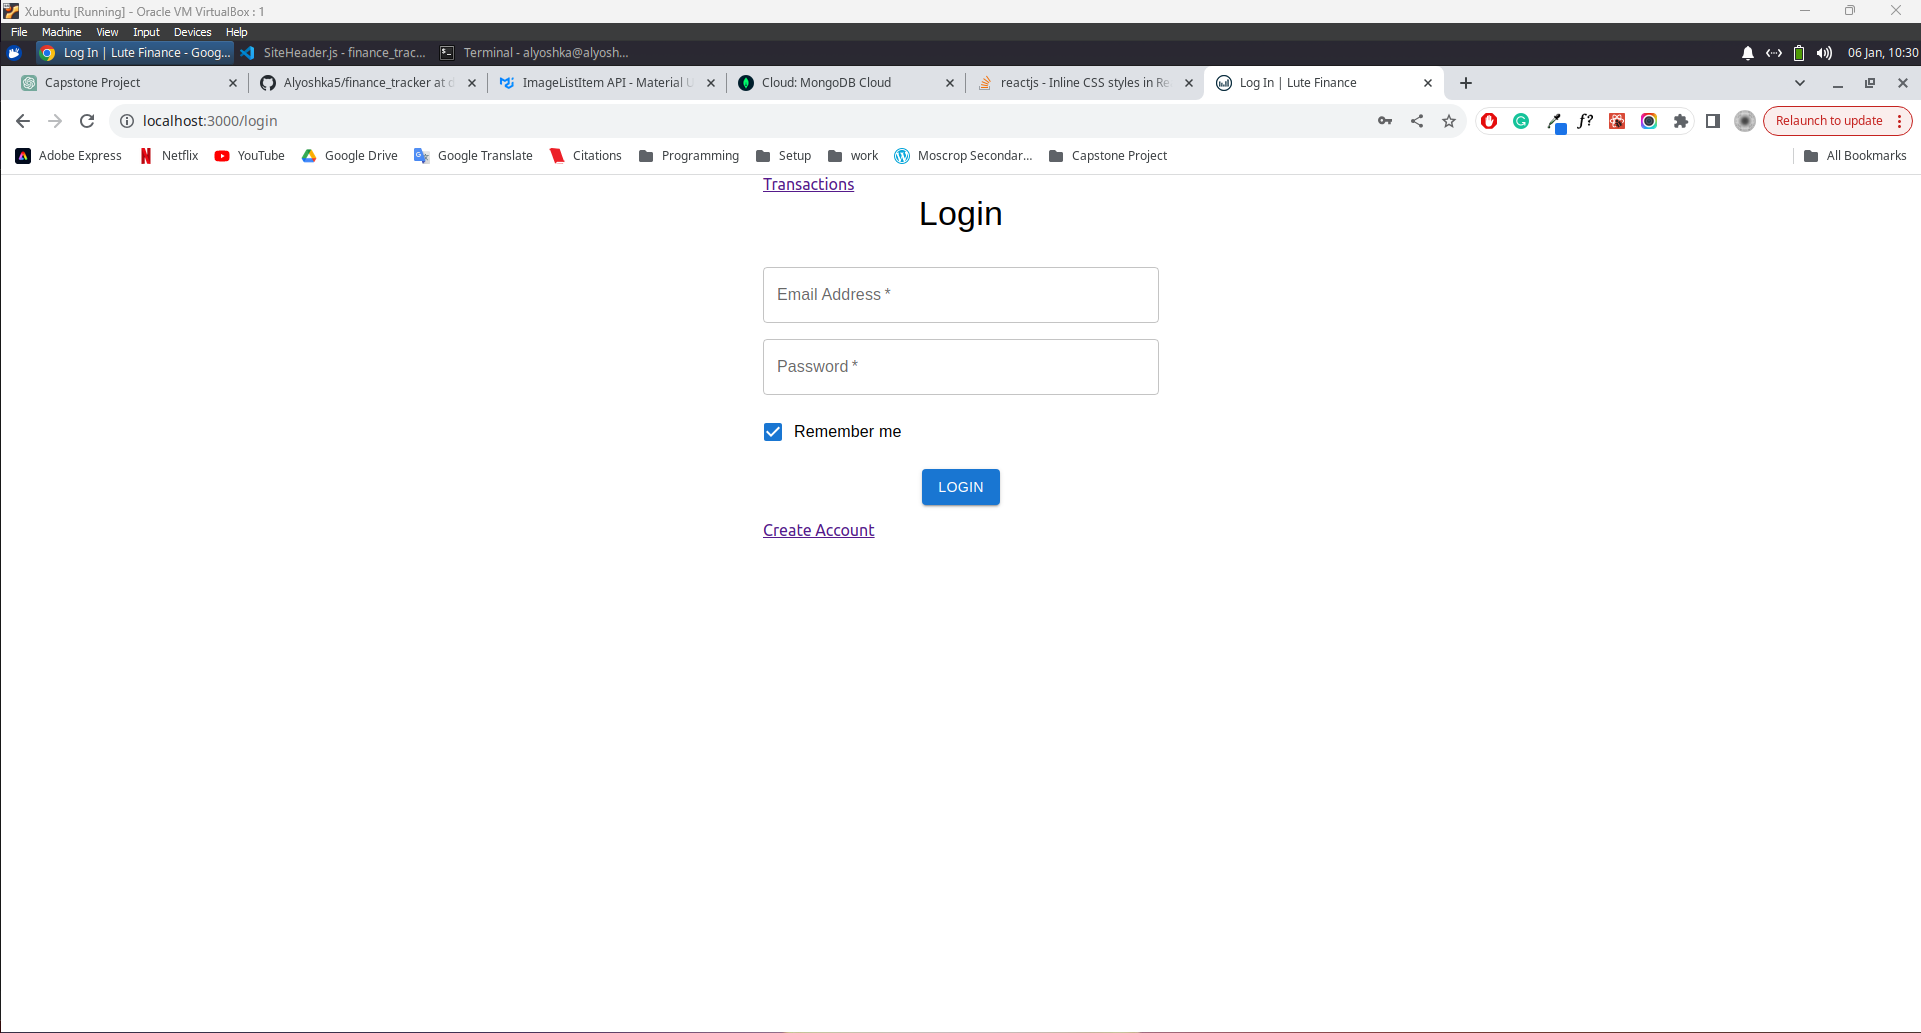 Xubuntu [Running] - Oracle VM VirtualBox : 1
File Machine View Input Devices Help
Log In | Lute Finance - Goog... SiteHeader.js - finance_trac... Terminal - alyoshka@alyosh... 06 Jan, 10:30
Capstone Project Alyoshka5/finance_tracker at d ImageListItem API - Material U Cloud: MongoDB Cloud reactjs - Inline CSS styles in Re Log In | Lute Finance
localhost:3000/login f? Relaunch to update
Adobe Express Netflix YouTube Google Drive Google Translate Citations Programming Setup work Moscrop Secondar... Capstone Project All Bookmarks
Transactions
Login
Email Address *
Password *
Remember me
LOGIN
Create Account